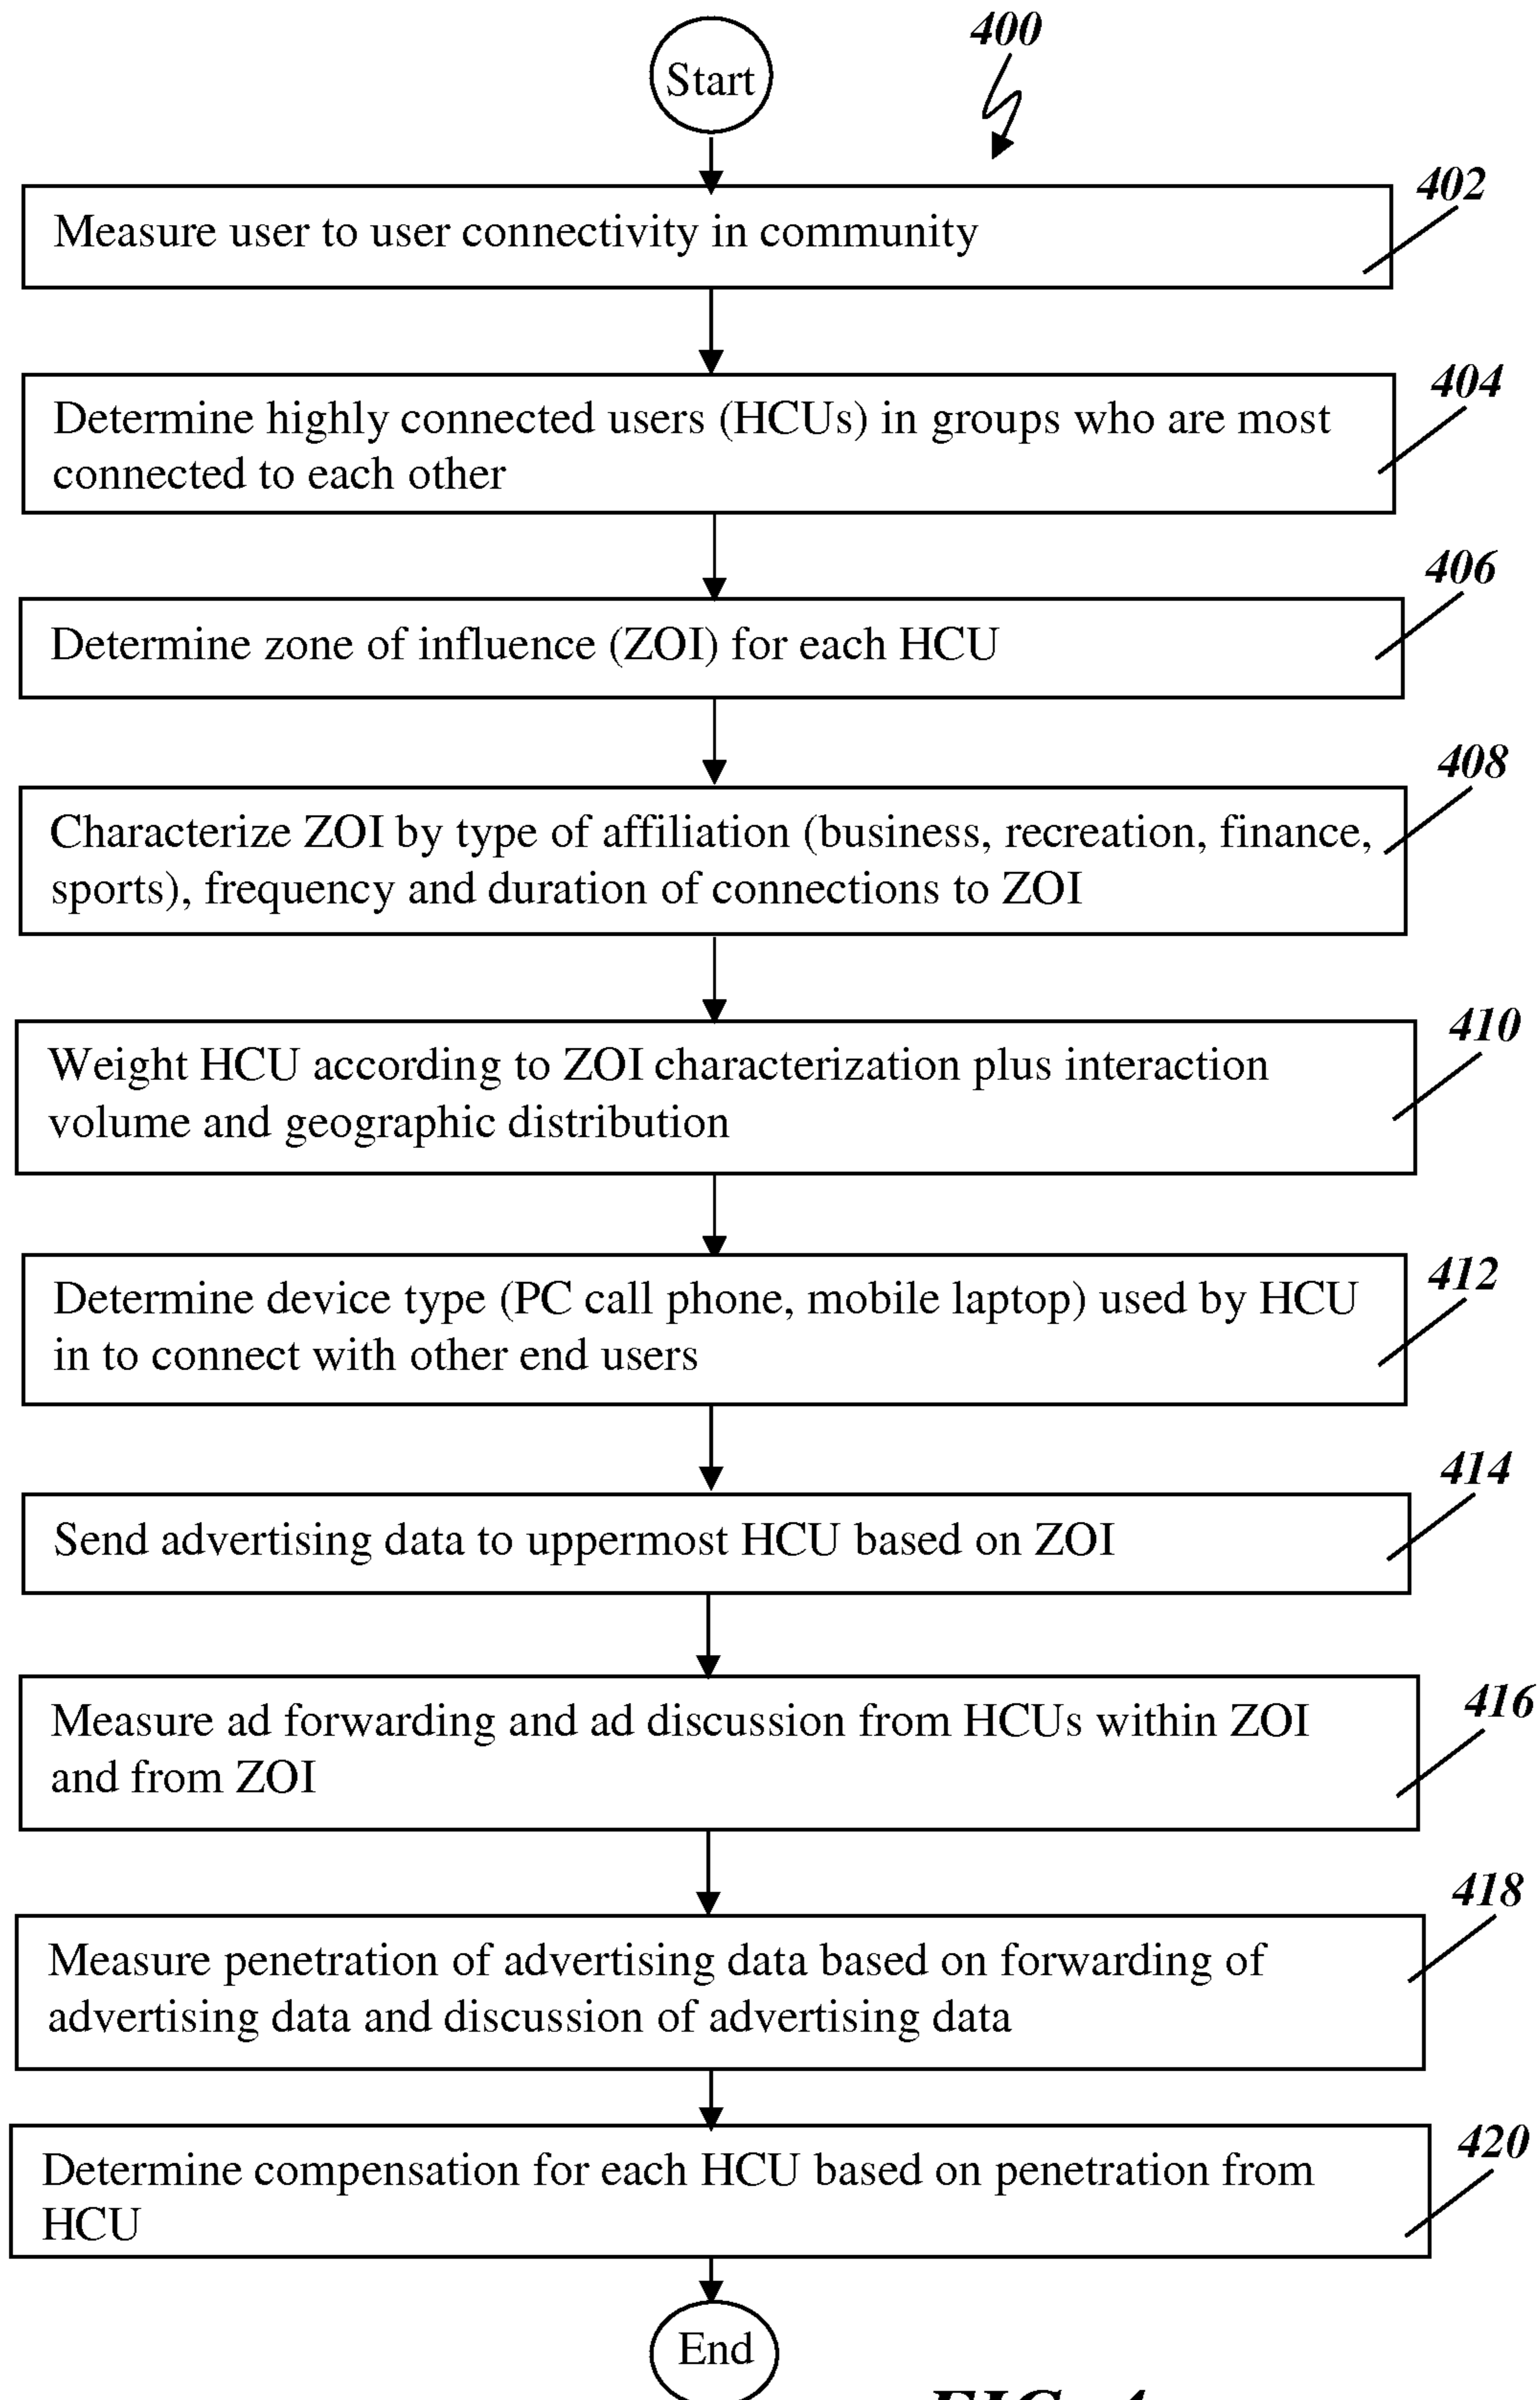 Start
400
402
Measure user to user connectivity in community
404
Determine highly connected users (HCUs) in groups who are most
connected to each other
406
Determine zone of influence (ZOI) for each HCU
408
Characterize ZOI by type of affiliation (business, recreation, finance,
sports), frequency and duration of connections to ZOI
410
Weight HCU according to ZOI characterization plus interaction
volume and geographic distribution
412
Determine device type (PC call phone, mobile laptop) used by HCU
in to connect with other end users
414
Send advertising data to uppermost HCU based on ZOI
416
Measure ad forwarding and ad discussion from HCUs within ZOI
and from ZOI
418
Measure penetration of advertising data based on forwarding of
advertising data and discussion of advertising data
420
Determine compensation for each HCU based on penetration from
HCU
End